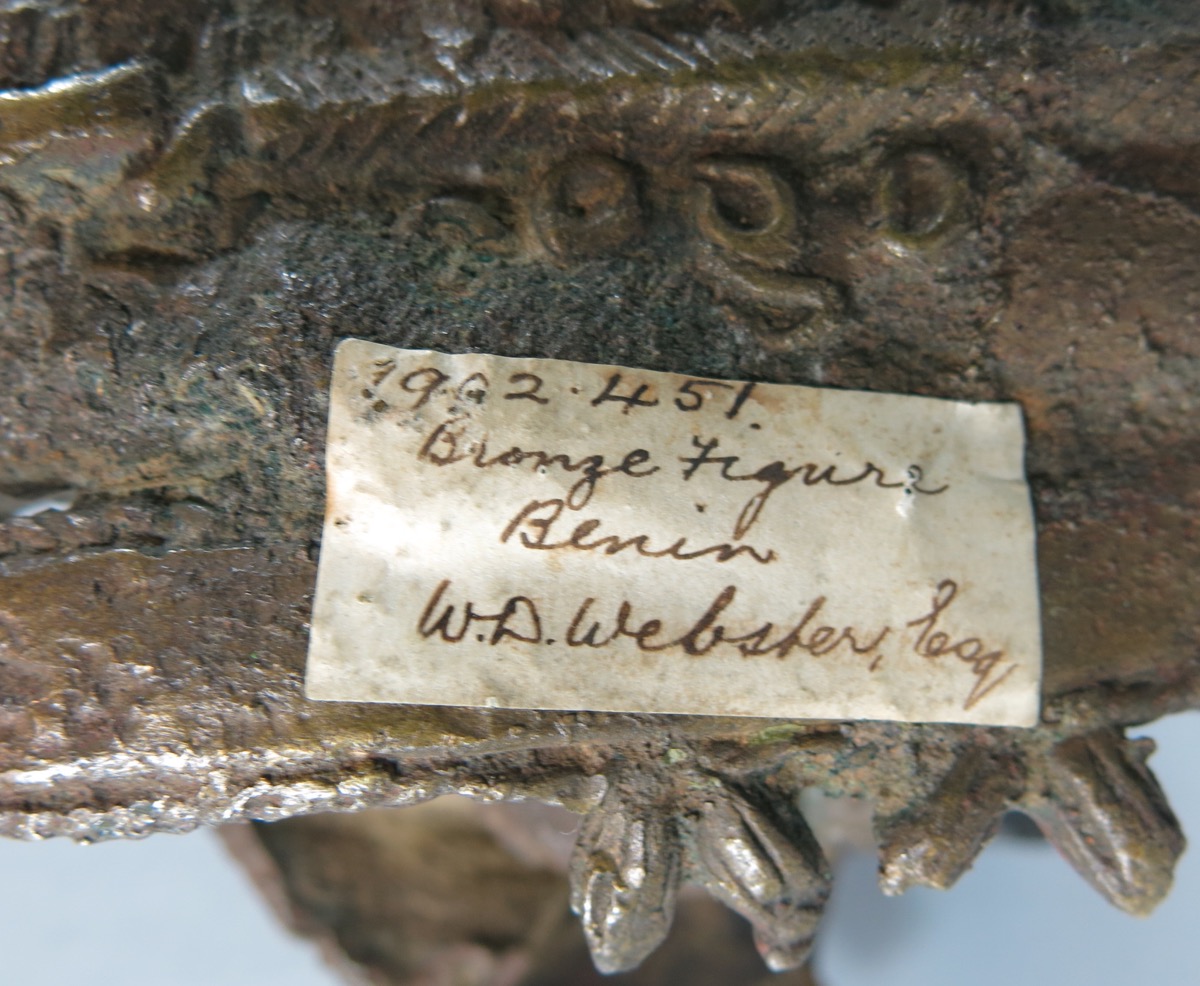 1902.451.
Bronze Figure
Benin
W.D. Webster, Esq